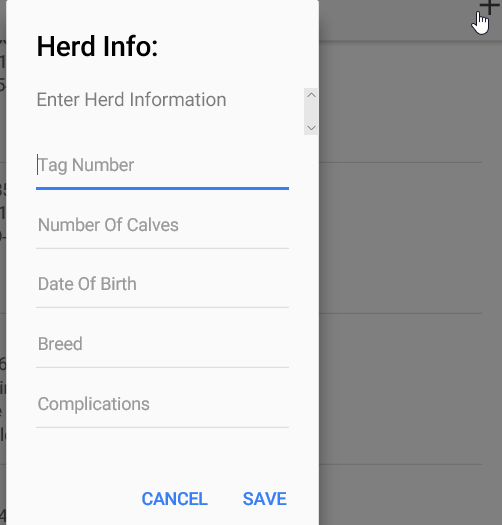 Herd Info:
Enter Herd Information
Tag Number
Number Of Calves
Date Of Birth
Breed
Complications
CANCEL SAVE